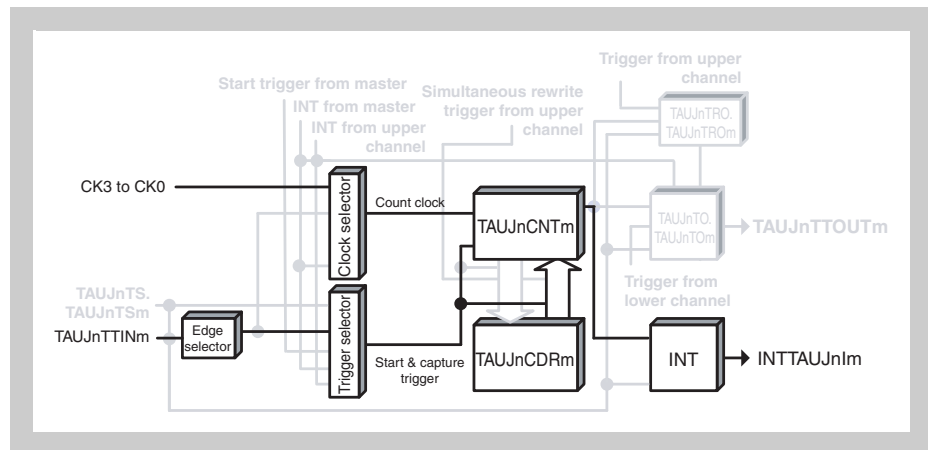 Trigger from upper
channel
Start trigger from master
Simultaneous rewrite
trigger from upper
channel
INT from master
INT from upper
channel
TAUJnTRO.
TAUJnTROm
CK3 to CK0
Clock selector
Count clock
TAUJnCNTm
TAUJnTO.
TAUJnTOm
TAUJnTTOUTm
Trigger from
lower channel
TAUJnTS.
TAUJnTSm
TAUJnTTINm
Edge
selector
Trigger selector
Start & capture
trigger
TAUJnCDRm
INT
INTTAUJnIm